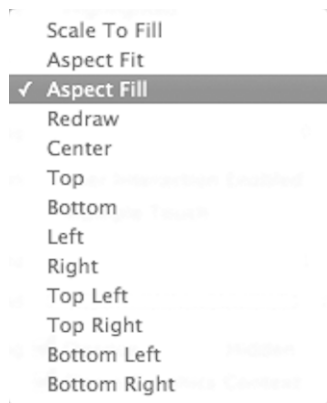 Scale To Fill
Aspect Fit
✓ Aspect Fill
Redraw
Center
Top
Bottom
Left
Right
Top Left
Top Right
Bottom Left
Bottom Right